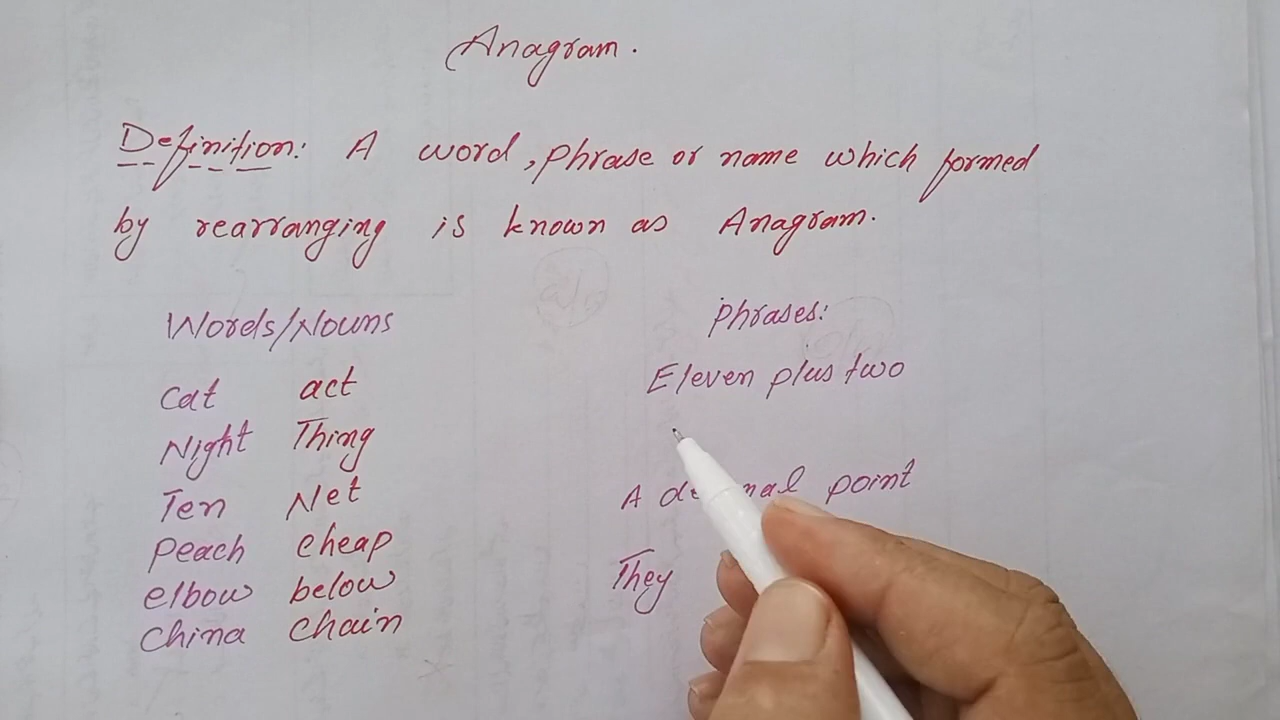 Anagram.
Definition: A word, phrase or name which formed
by rearranging is known as Anagram.
Words/Nouns
Cat act
Night Thing
Ten Net
Peach cheap
elbow below
China Chain
Phrases:
Eleven plus two
A point
They